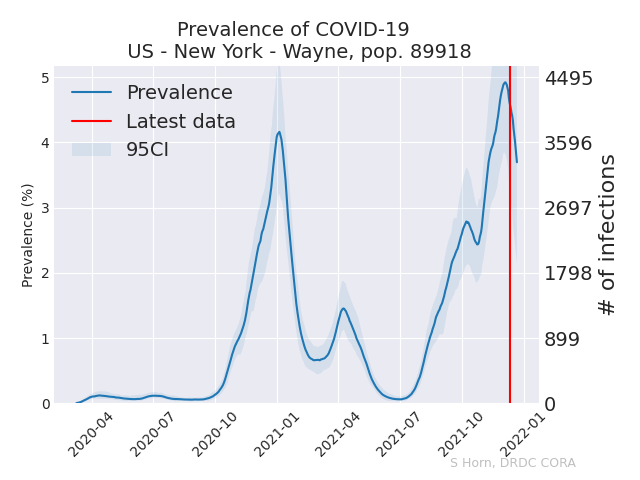 Prevalence of COVID-19
US - New York - Wayne, pop. 89918
Prevalence
Latest data
95CI
Prevalence (%)
5
4
3
2
1
0
4495
3596
2697
1798
899
0
# of infections
2020-04
2020-07
2020-10
2021-01
2021-04
2021-07
2021-10
2022-01
S Horn, DRDC CORA